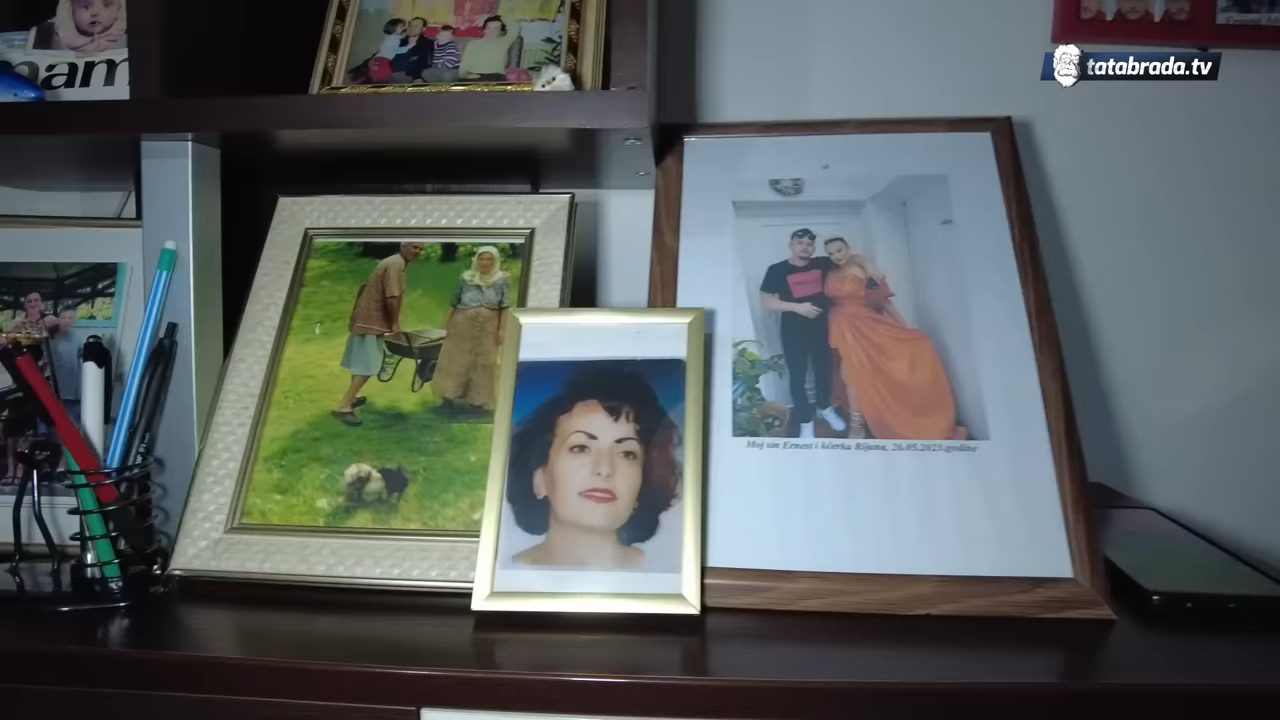 mam
tatabrada.tv
Moj sin Ernest i kćerka Rijana, 26.05.2023.godine